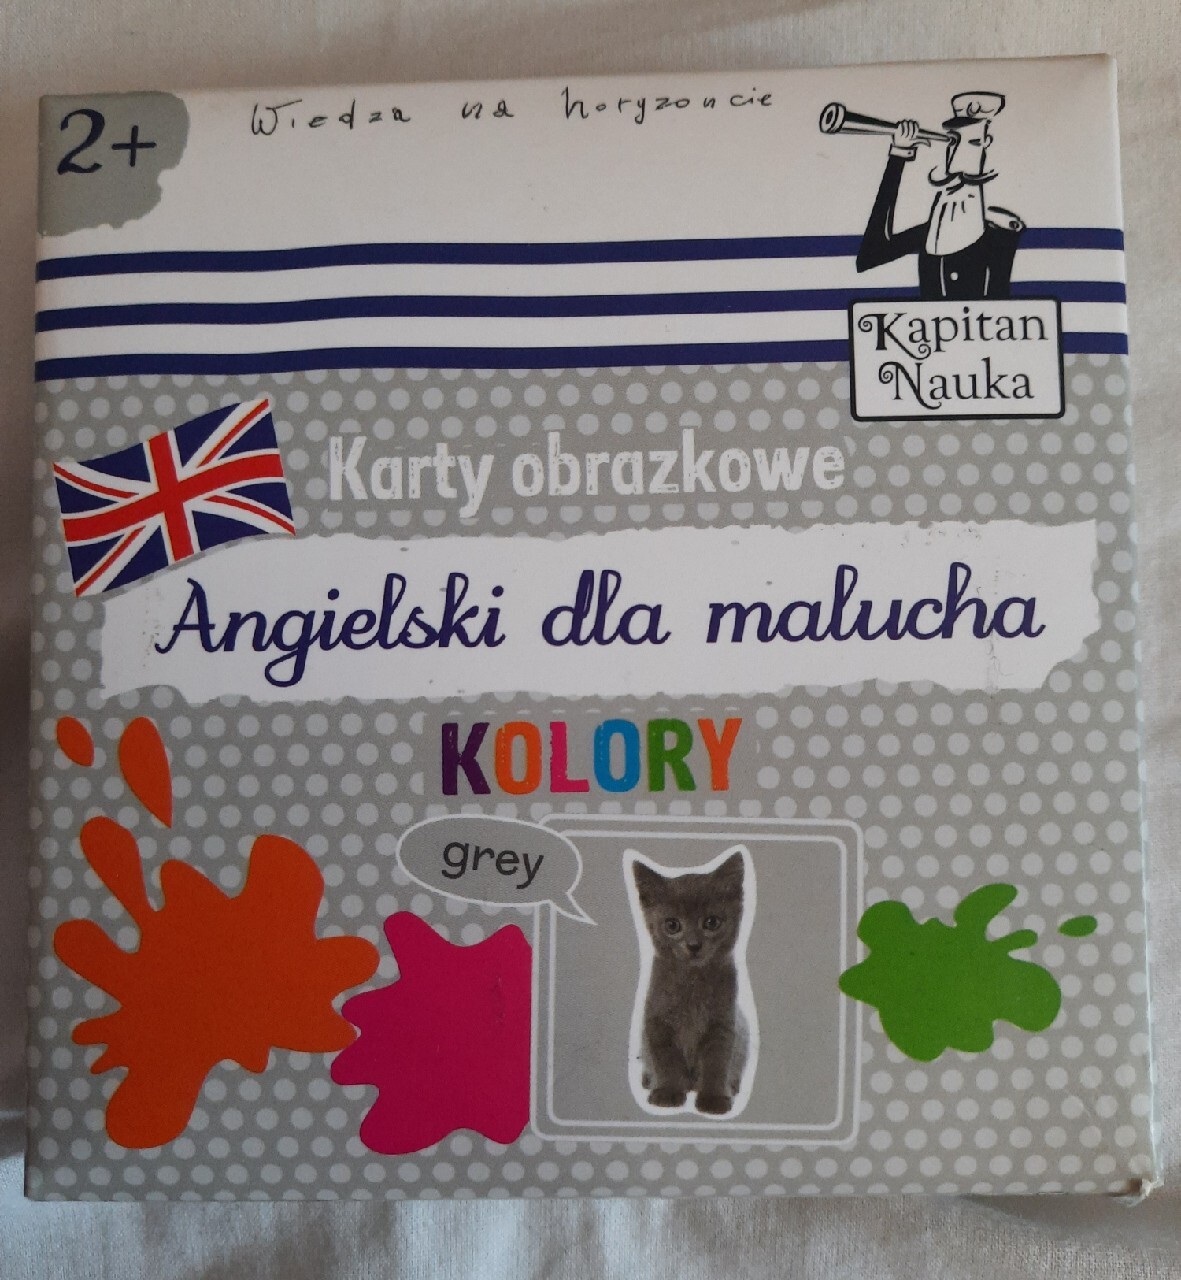 2+
Wiedza na horyzoncie
Kapitan
Nauka
Karty obrazkowe
Angielski dla malucha
KOLORY
grey